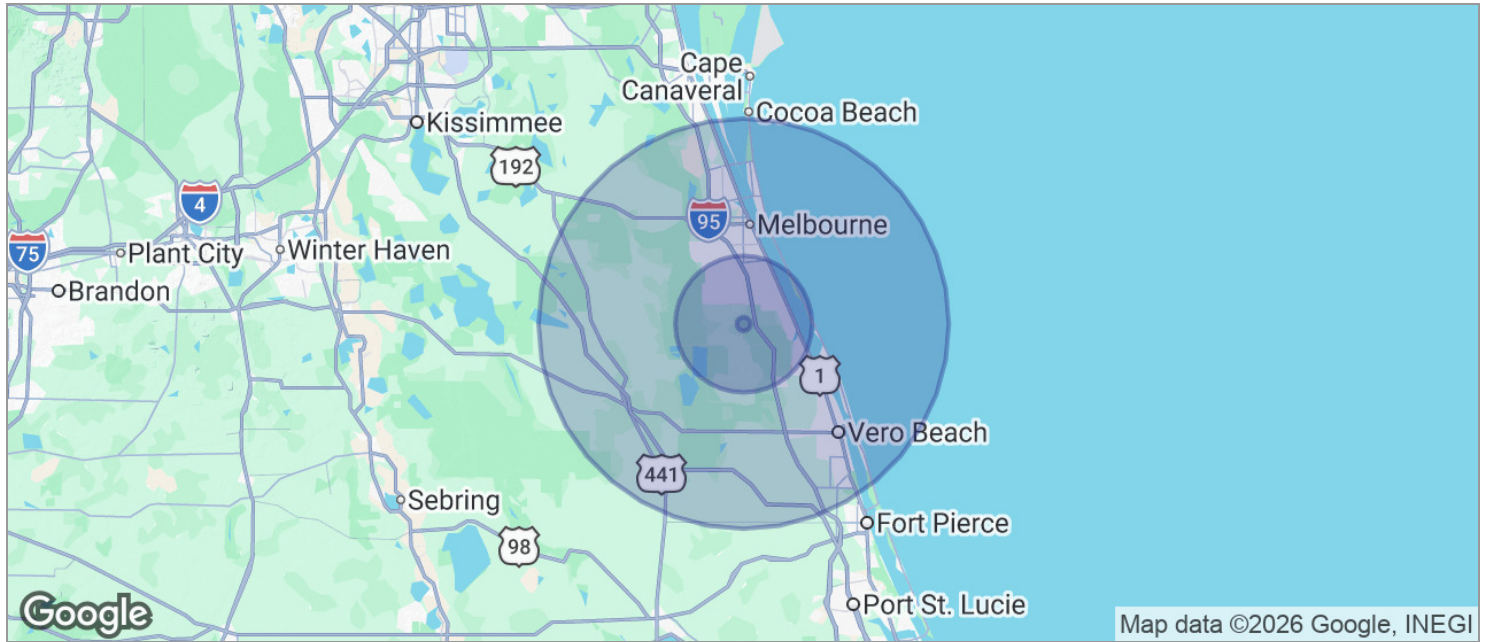 Cape
Canaveral
Cocoa Beach
Kissimmee
192
4
95
Melbourne
75
Plant City
Winter Haven
Brandon
1
Vero Beach
441
Sebring
98
Fort Pierce
Port St. Lucie
Google
Map data ©2026 Google, INEGI